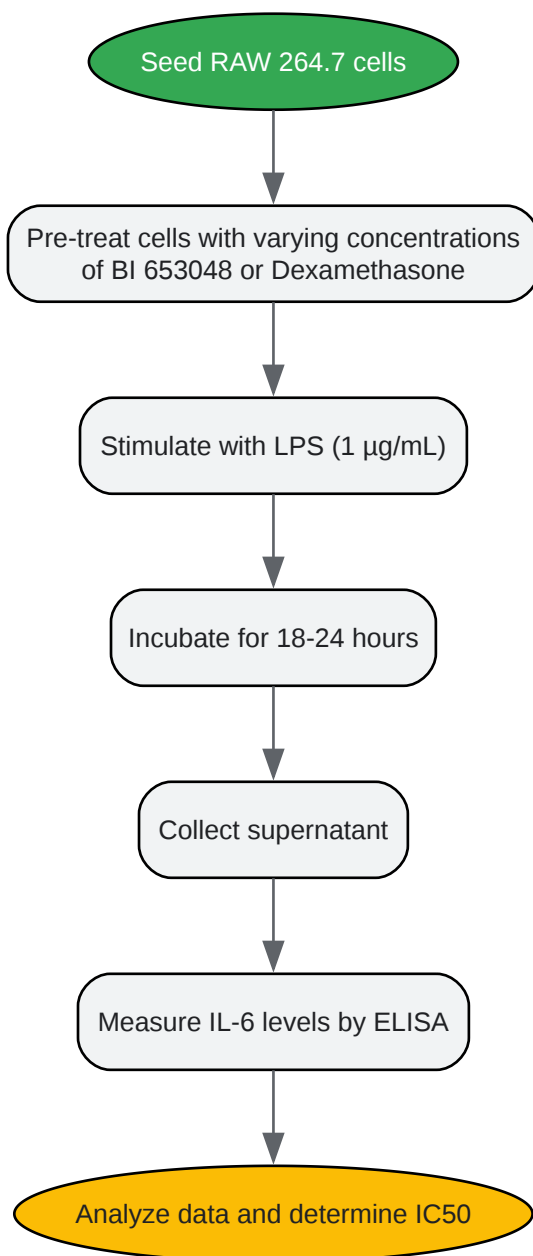 Seed RAW 264.7 cells
Pre-treat cells with varying concentrations
of BI 653048 or Dexamethasone
Stimulate with LPS (1 µg/mL)
Incubate for 18-24 hours
Collect supernatant
Measure IL-6 levels by ELISA
Analyze data and determine IC50